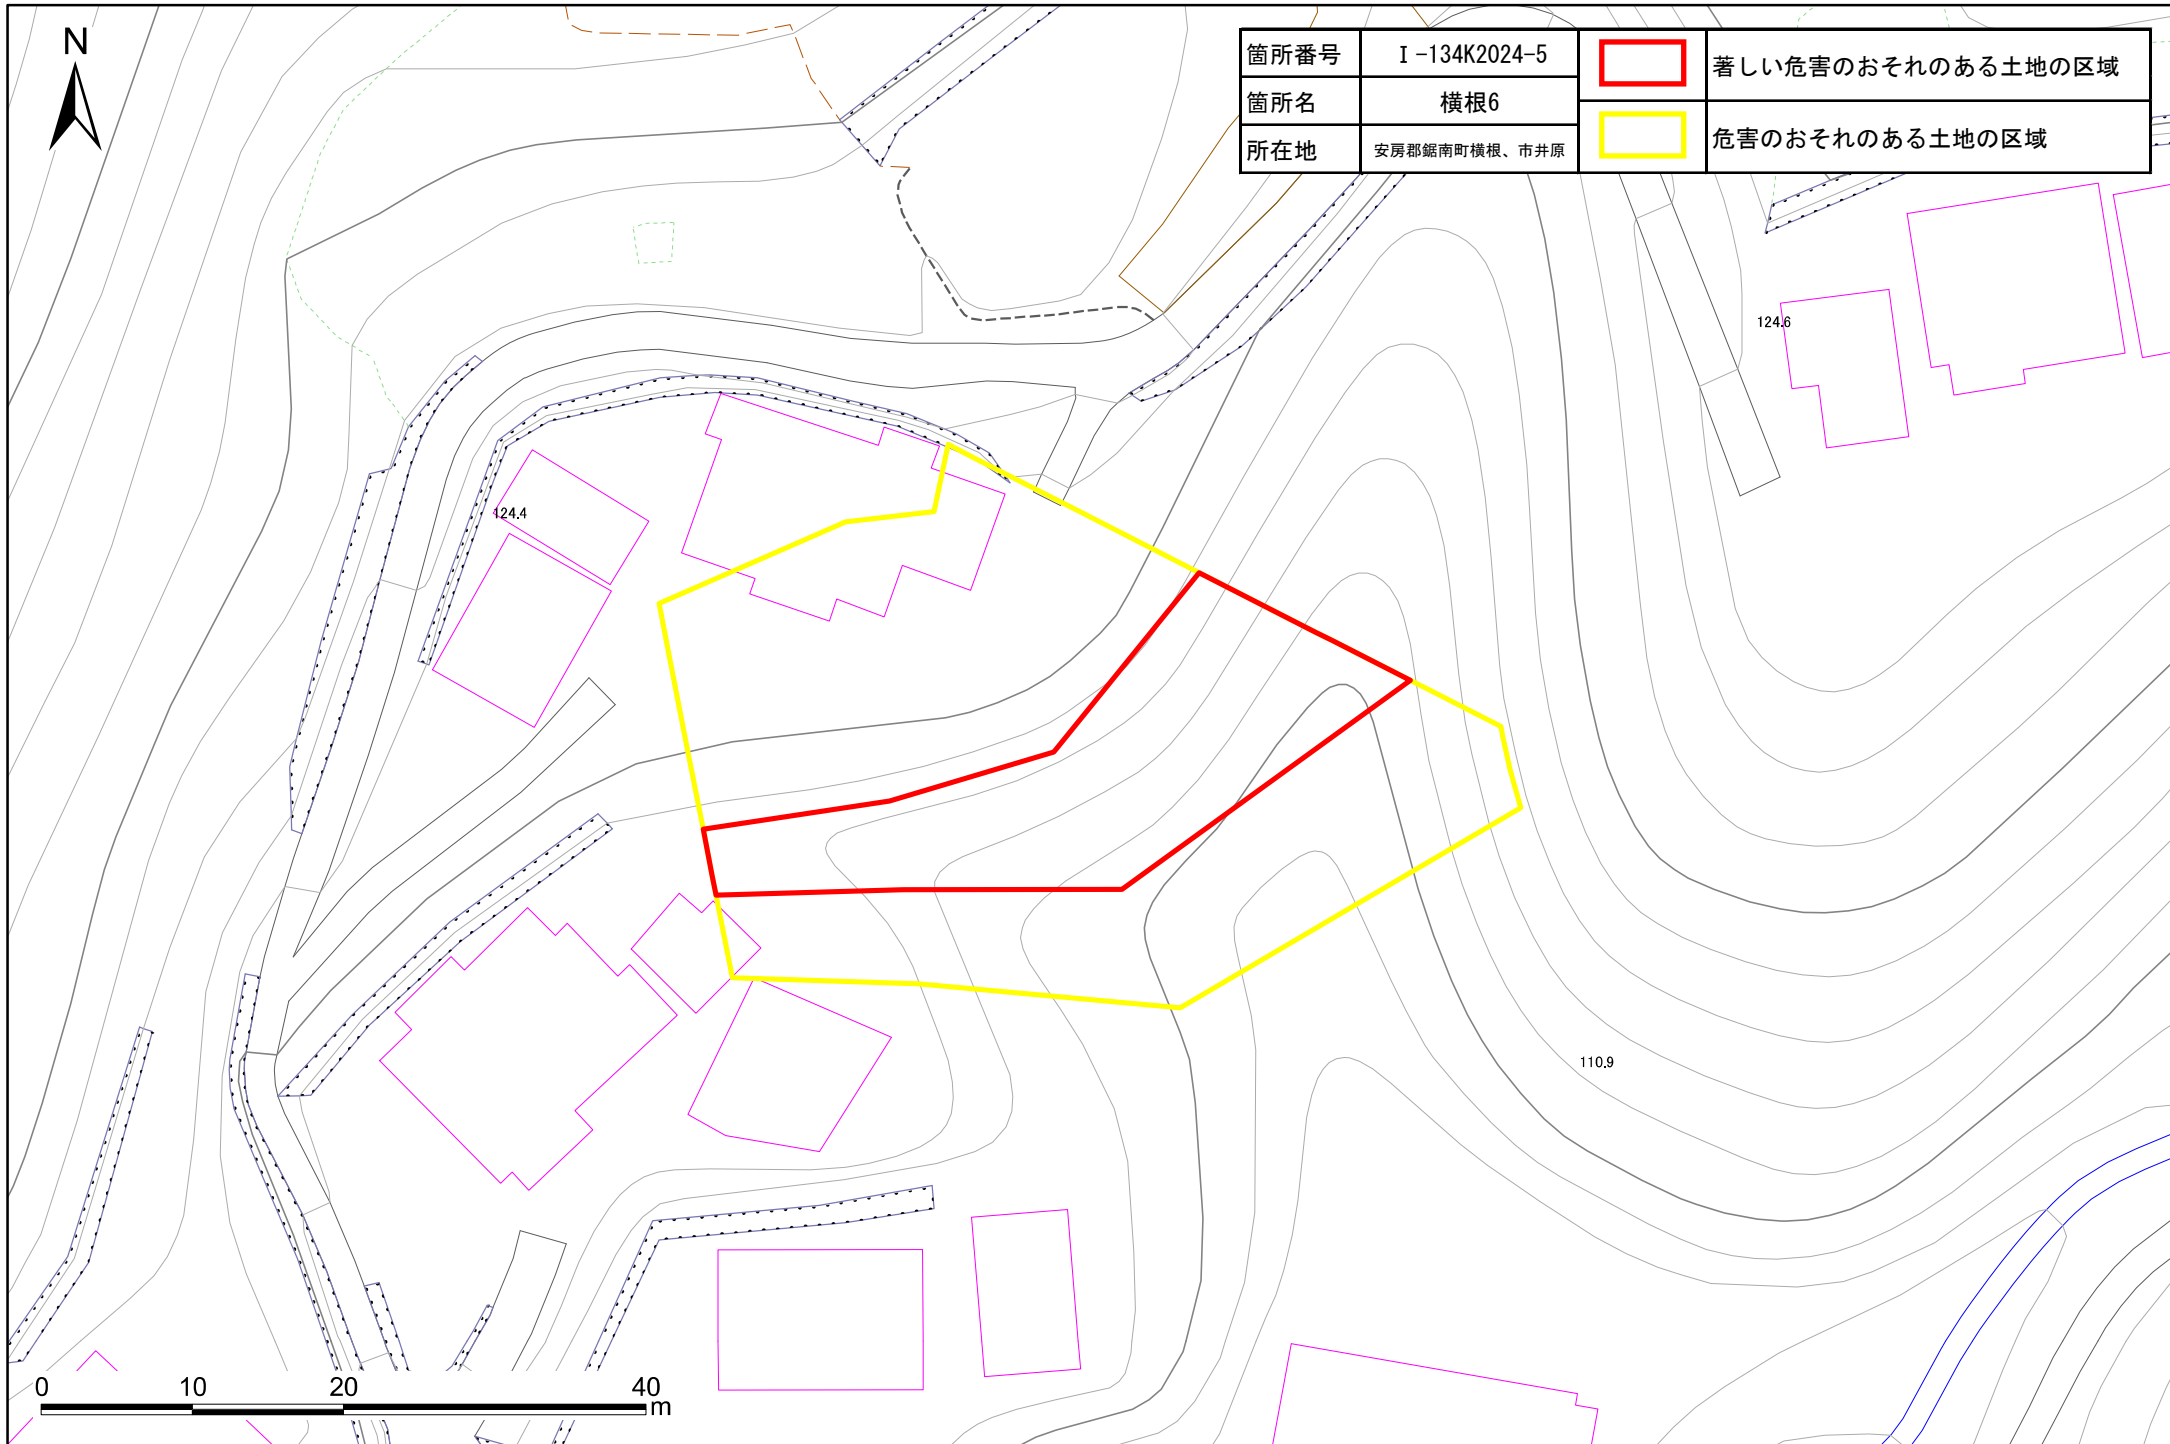 N
箇所番号 Ⅰ-134K2024-5
箇所名 横根6
所在地 安房郡鋸南町横根、市井原
著しい危害のおそれのある土地の区域
危害のおそれのある土地の区域
124.6
124.4
110.9
0 10 20 40 m